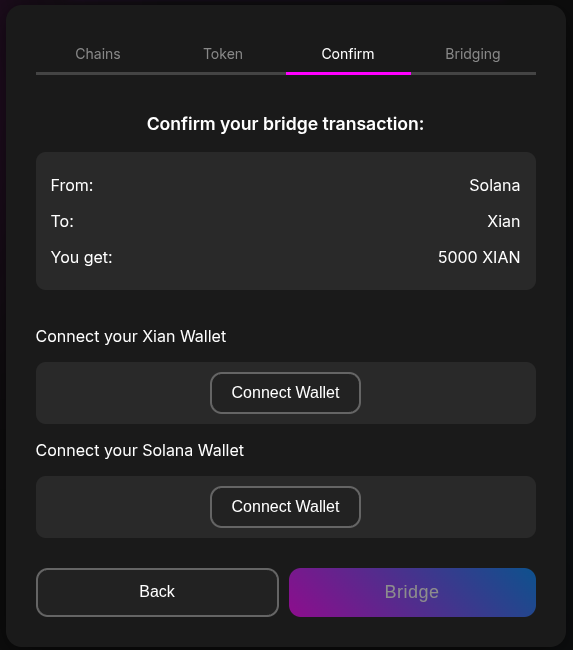 Chains Token Confirm Bridging
Confirm your bridge transaction:
From: Solana
To: Xian
You get: 5000 XIAN
Connect your Xian Wallet
Connect Wallet
Connect your Solana Wallet
Connect Wallet
Back Bridge